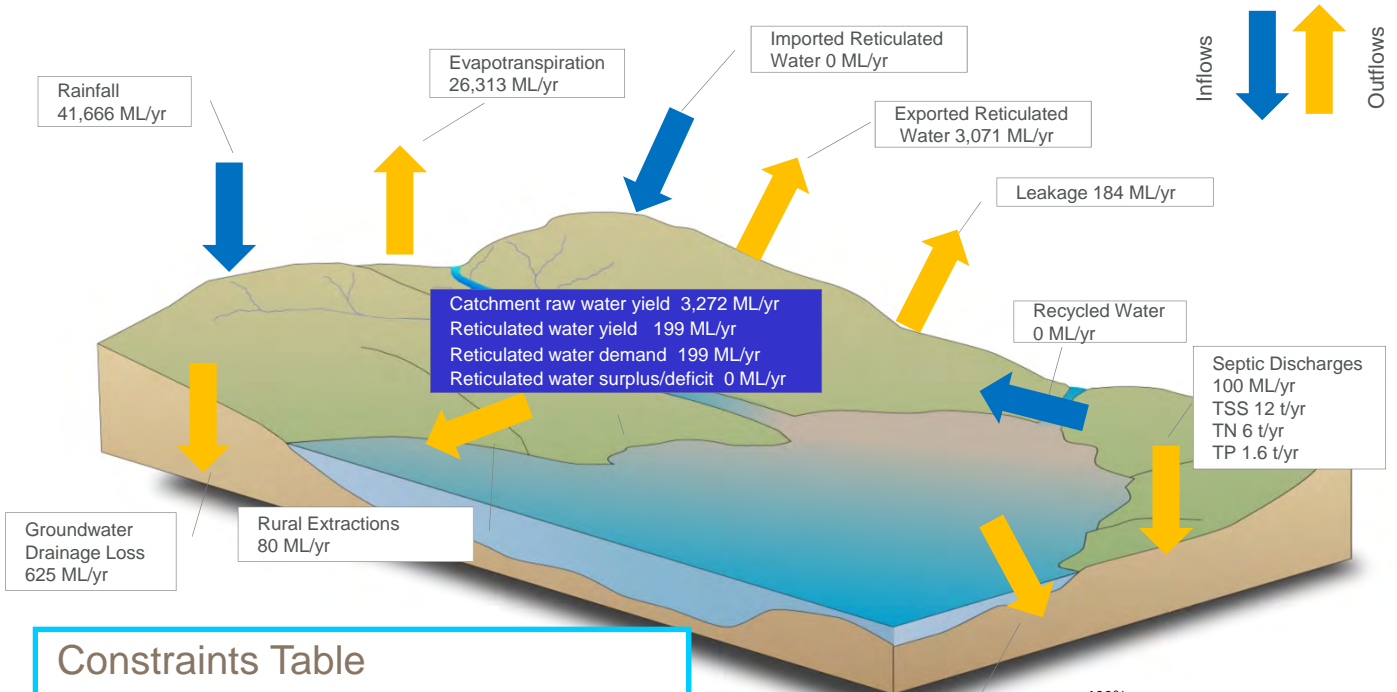 Inflows
Outflows
Imported Reticulated
Water 0 ML/yr
Evapotranspiration
26,313 ML/yr
Rainfall
41,666 ML/yr
Exported Reticulated
Water 3,071 ML/yr
Leakage 184 ML/yr
Catchment raw water yield 3,272 ML/yr
Reticulated water yield 199 ML/yr
Reticulated water demand 199 ML/yr
Reticulated water surplus/deficit 0 ML/yr
Recycled Water
0 ML/yr
Septic Discharges
100 ML/yr
TSS 12 t/yr
TN 6 t/yr
TP 1.6 t/yr
Groundwater
Drainage Loss
625 ML/yr
Rural Extractions
80 ML/yr
Constraints Table